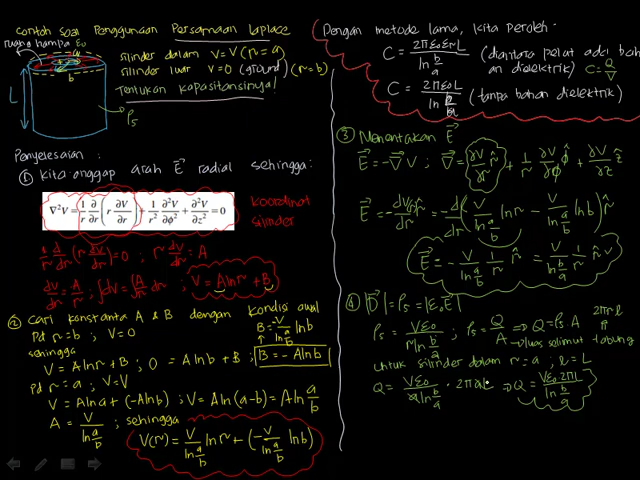 Contoh soal Penggunaan Persamaan Laplace
ruang hampa ε₀
a
b
L
ρs
silinder dalam V=V (r=a)
silinder luar V=0 (ground) (r=b)
Tentukan kapasitansinya!
Penyelesaian:
① Kita anggap arah E⃗ radial sehingga:
∇²V = 1/r ∂/∂r (r ∂V/∂r) + 1/r² ∂²V/∂φ² + ∂²V/∂z² = 0
koordinat
silinder
1/r d/dr (r dV/dr) = 0; r dV/dr = A
dV/dr = A/r; ∫dV = ∫A/r dr ⇒ V = A ln r + B
② Cari konstanta A & B dengan kondisi awal
Pd r=b; V=0
sehingga
V = A ln r + B; 0 = A ln b + B; B = -A ln b
B = -V/(ln a/b) ln b
Pd r=a; V=V
V = A ln a + (-A ln b); V = A ln(a-b) = A ln a/b
A = V/(ln a/b); sehingga
V(r) = V/(ln a/b) ln r + (-V/(ln a/b) ln b)
Dengan metode lama, kita peroleh:
C = 2πε₀εrL/(ln b/a) (diantara pelat ada bahan dielektrik) C = Q/V
C = 2πε₀L/(ln b/a) (tanpa bahan dielektrik)
③ Menentukan E⃗
E⃗ = -∇⃗V; ∇⃗ = ∂V/∂r r̂ + 1/r ∂V/∂φ φ̂ + ∂V/∂z ẑ
E⃗ = -dV/dr r̂ = -d/dr (V/(ln a/b) ln r - V/(ln a/b) ln b) r̂
E⃗ = -V/(ln a/b) 1/r r̂ = V/(ln b/a) 1/r r̂
④ |D⃗| = ρs = |ε₀E⃗|
ρs = Vε₀/(r ln b/a); ρs = Q/A ⇒ Q = ρs.A
2πrl
luas selimut tabung
untuk silinder dalam r=a; l=L
Q = Vε₀/(a ln b/a) . 2πaL ⇒ Q = Vε₀2πL/(ln b/a)